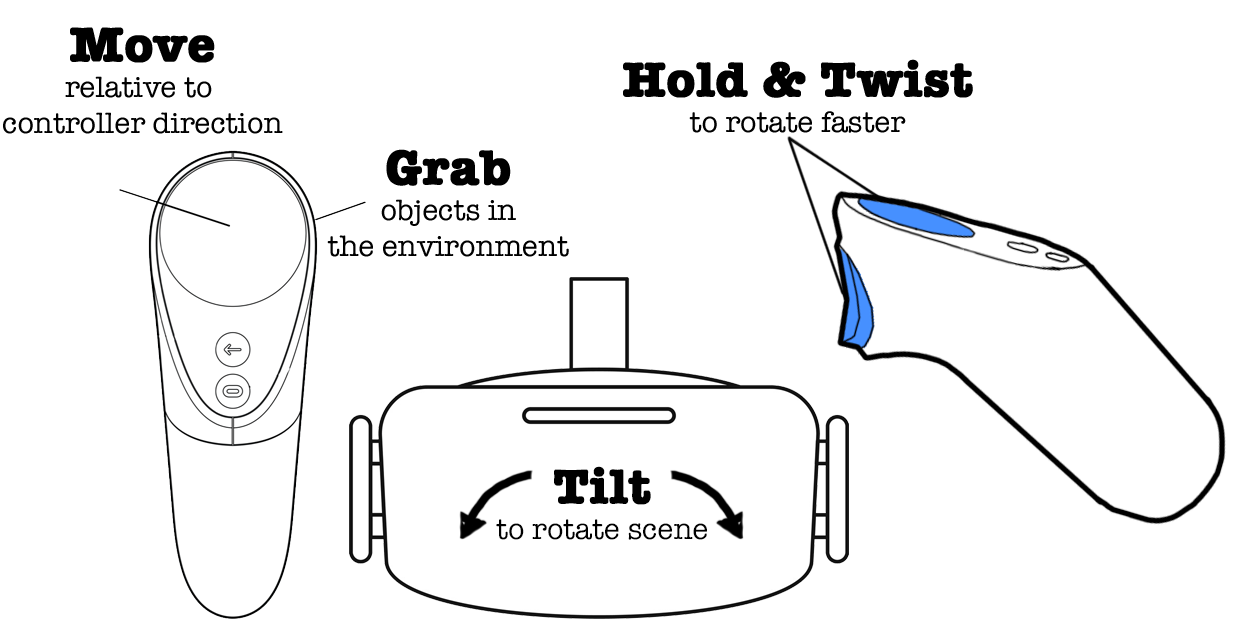 Move
relative to
controller direction
Grab
objects in
the environment
Hold & Twist
to rotate faster
Tilt
to rotate scene